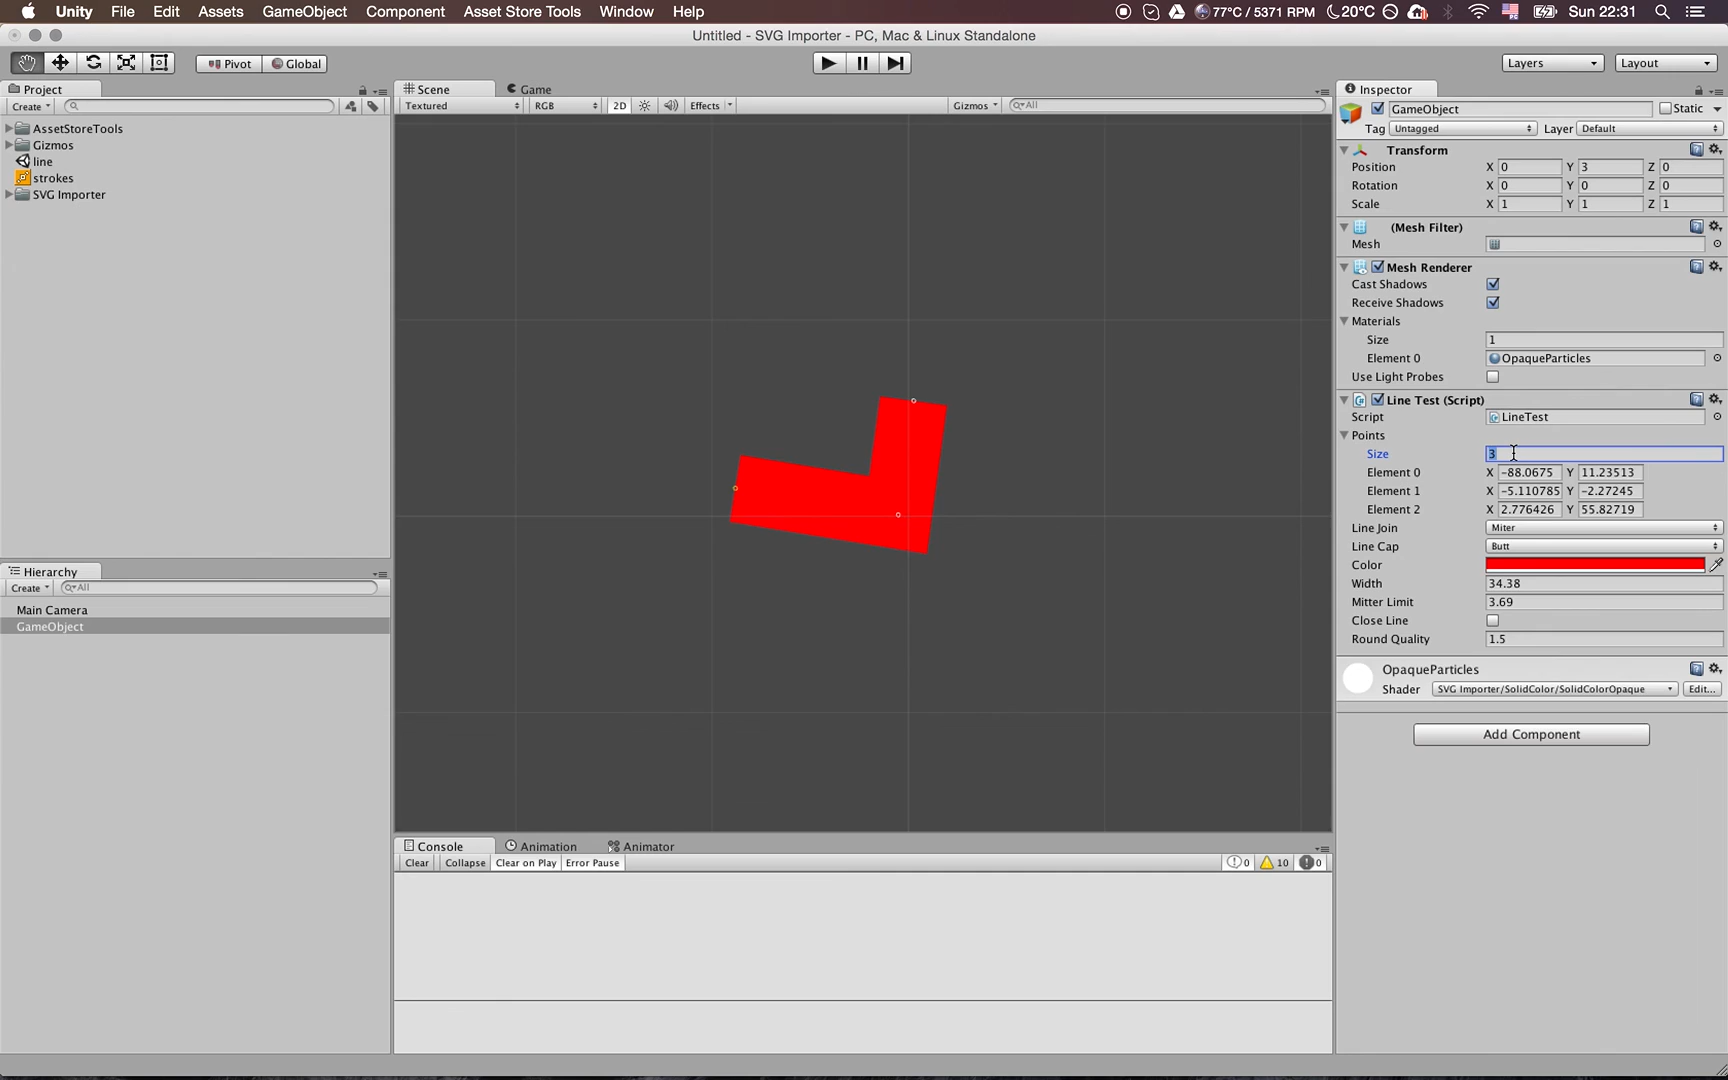 Unity File Edit Assets GameObject Component Asset Store Tools Window Help 77°C / 5371 RPM 20°C Sun 22:31
Untitled - SVG Importer - PC, Mac & Linux Standalone
Pivot Global Layers Layout
Project
Create
AssetStoreTools
Gizmos
line
strokes
SVG Importer
Hierarchy
Create All
Main Camera
GameObject
Scene Game
Textured RGB 2D Effects Gizmos All
Console Animation Animator
Clear Collapse Clear on Play Error Pause 0 10 0
Inspector
GameObject Static
Tag Untagged Layer Default
Transform
Position X 0 Y 3 Z 0
Rotation X 0 Y 0 Z 0
Scale X 1 Y 1 Z 1
(Mesh Filter)
Mesh
Mesh Renderer
Cast Shadows
Receive Shadows
Materials
Size 1
Element 0 OpaqueParticles
Use Light Probes
Line Test (Script)
Script LineTest
Points
Size 3
Element 0 X -88.0675 Y 11.23513
Element 1 X -5.110785 Y -2.27245
Element 2 X 2.776426 Y 55.82719
Line Join Miter
Line Cap Butt
Color
Width 34.38
Mitter Limit 3.69
Close Line
Round Quality 1.5
OpaqueParticles
Shader SVG Importer/SolidColor/SolidColorOpaque Edit...
Add Component